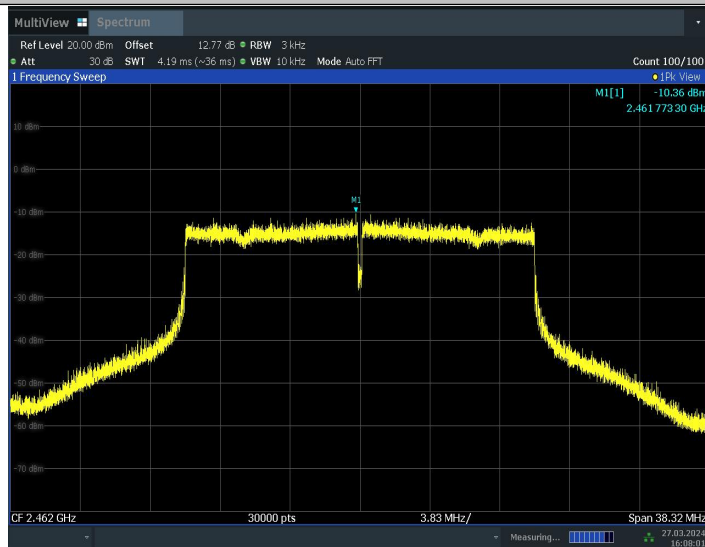 MultiView Spectrum
Ref Level 20.00 dBm Offset 12.77 dB RBW 3 kHz
Att 30 dB SWT 4.19 ms (~36 ms) VBW 10 kHz Mode Auto FFT Count 100/100
1 Frequency Sweep 1Pk View
M1[1] -10.36 dBm
2.461 773 30 GHz
10 dBm
0 dBm
M1
-10 dBm
-20 dBm
-30 dBm
-40 dBm
-50 dBm
-60 dBm
-70 dBm
CF 2.462 GHz 30000 pts 3.83 MHz/ Span 38.32 MHz
Measuring... 27.03.2024
16:08:01